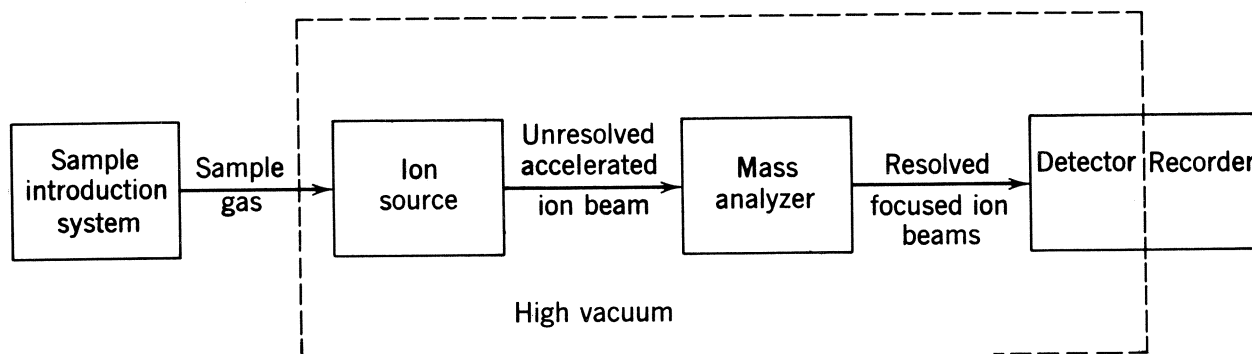 Sample
introduction
system
Sample
gas
Ion
source
Unresolved
accelerated
ion beam
Mass
analyzer
Resolved
focused ion
beams
Detector
Recorder
High vacuum